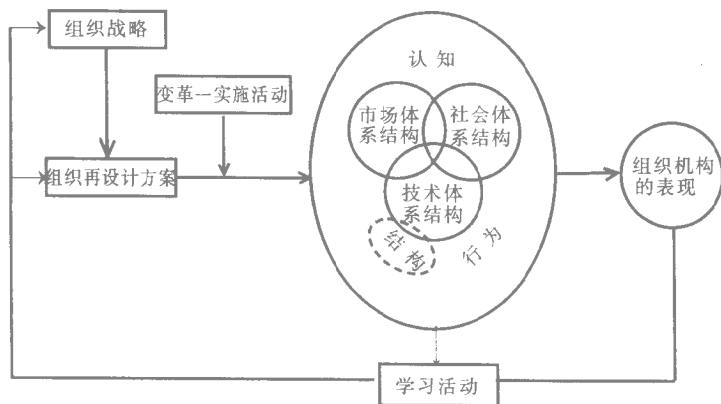 组织战略
认知
变革—实施活动
市场体
系结构
社会体
系结构
组织再设计方案
技术体
系结构
组织机构
的表现
结构
行为
学习活动